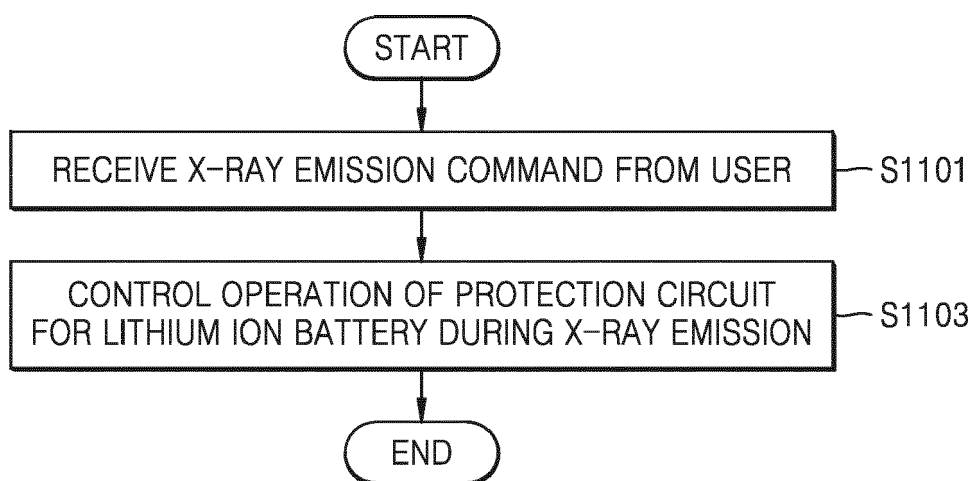 START
RECEIVE X-RAY EMISSION COMMAND FROM USER
S1101
CONTROL OPERATION OF PROTECTION CIRCUIT
FOR LITHIUM ION BATTERY DURING X-RAY EMISSION
S1103
END